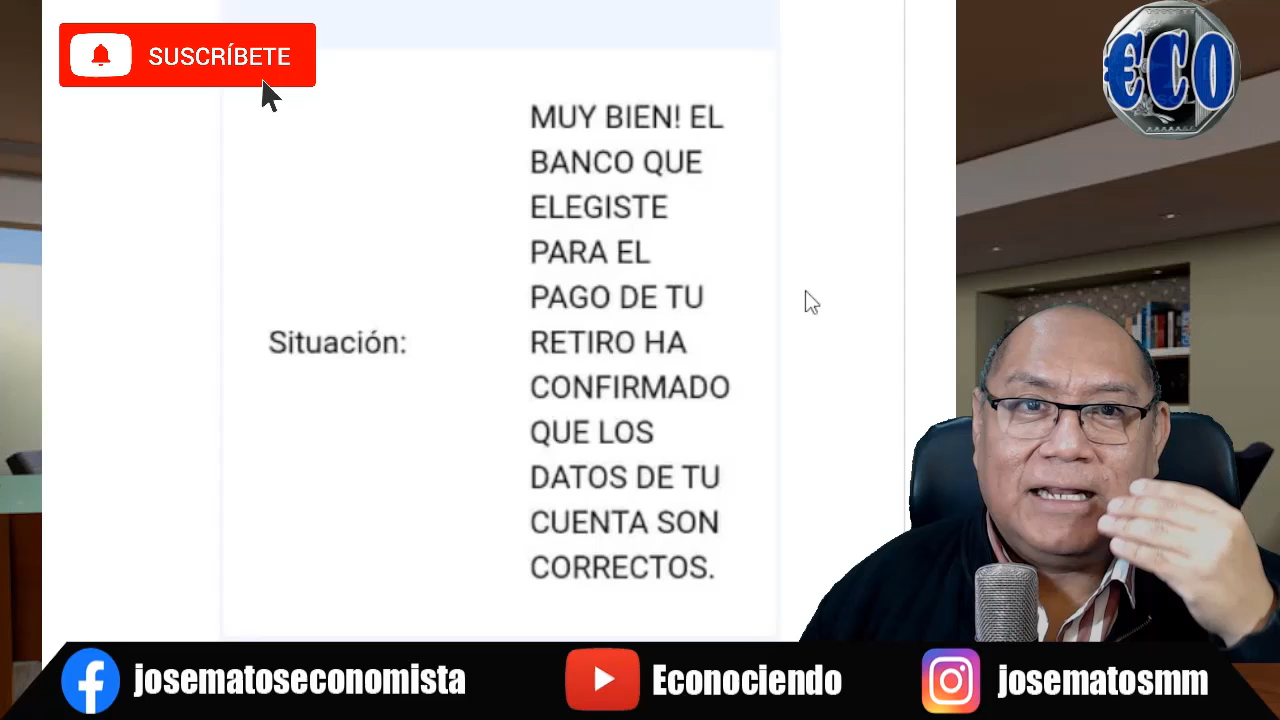 SUSCRÍBETE
€CO
MUY BIEN! EL
BANCO QUE
ELEGISTE
PARA EL
PAGO DE TU
Situación:
RETIRO HA
CONFIRMADO
QUE LOS
DATOS DE TU
CUENTA SON
CORRECTOS.
josematoseconomista
Econociendo
josematosmm